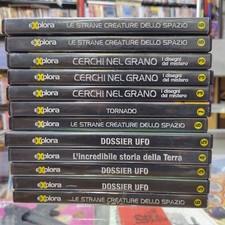 explora LE STRANE CREATURE DELLO SPAZIO
explora LE STRANE CREATURE DELLO SPAZIO
explora CERCHI NEL GRANO I disegni del mistero
explora CERCHI NEL GRANO I disegni del mistero
explora CERCHI NEL GRANO I disegni del mistero
explora TORNADO
explora LE STRANE CREATURE DELLO SPAZIO
explora DOSSIER UFO
explora L'incredibile storia della Terra
explora DOSSIER UFO
explora DOSSIER UFO
explora LE STRANE CREATURE DELLO SPAZIO